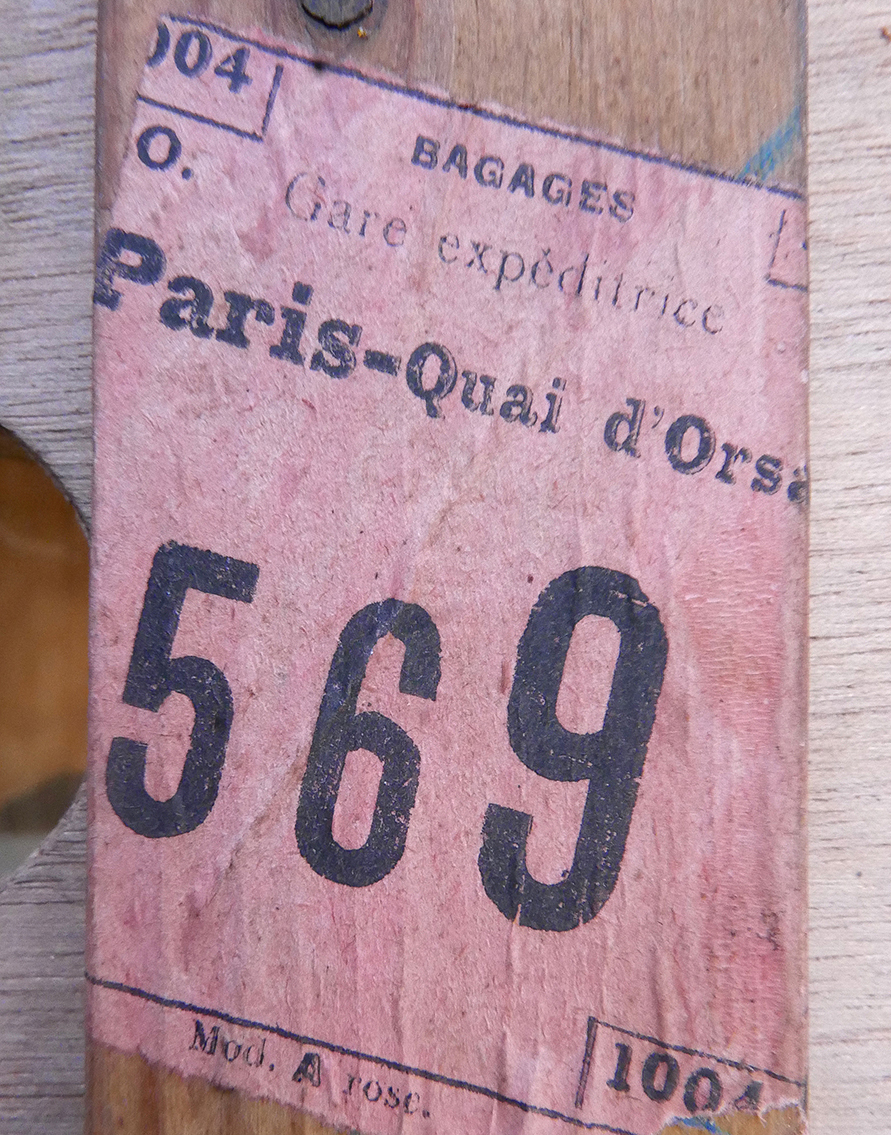 004
O.
BAGAGES
Gare expéditrice
Paris-Quai d'Orsa
569
Mod. A rose.
1004